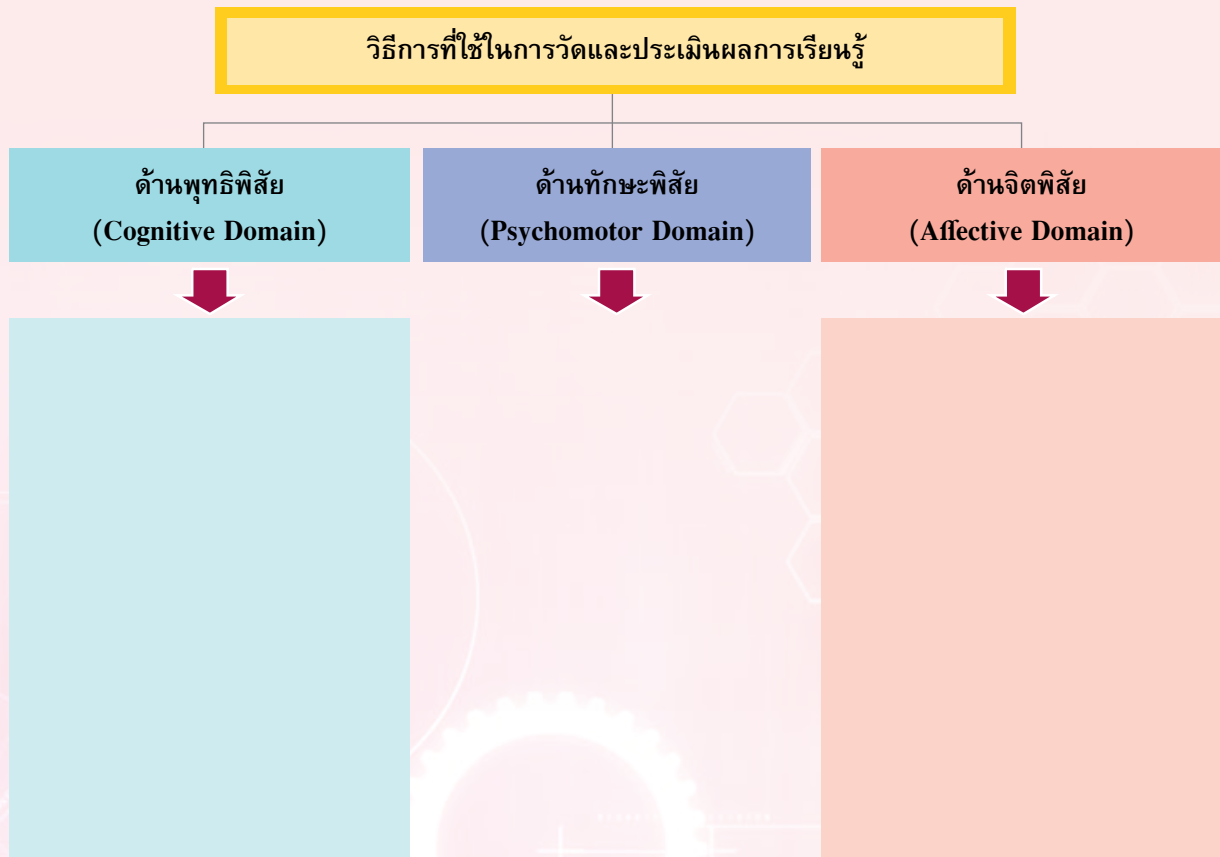 วิธีการที่ใช้ในการวัดและประเมินผลการเรียนรู้
ด้านพุทธิพิสัย
(Cognitive Domain)
ด้านทักษะพิสัย
(Psychomotor Domain)
ด้านจิตพิสัย
(Affective Domain)